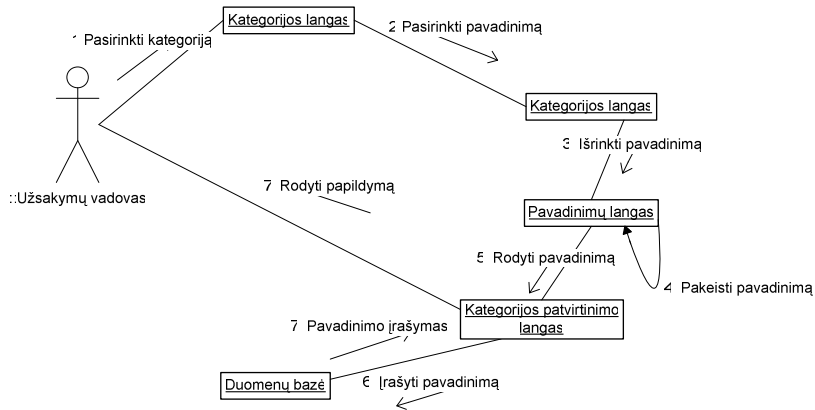 Kategorijos langas
1 Pasirinkti kategoriją
2 Pasirinkti pavadinimą
Kategorijos langas
3 Išrinkti pavadinimą
::Užsakymų vadovas
7 Rodyti papildymą
Pavadinimų langas
5 Rodyti pavadinimą
4 Pakeisti pavadinimą
Kategorijos patvirtinimo
langas
7 Pavadinimo įrašymas
Duomenų bazė
6 Įrašyti pavadinimą